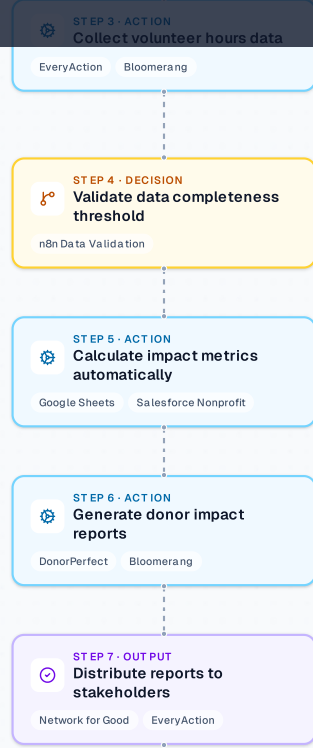 STEP 3 · ACTION
Collect volunteer hours data
EveryAction Bloomerang
STEP 4 · DECISION
Validate data completeness
threshold
n8n Data Validation
STEP 5 · ACTION
Calculate impact metrics
automatically
Google Sheets Salesforce Nonprofit
STEP 6 · ACTION
Generate donor impact
reports
DonorPerfect Bloomerang
STEP 7 · OUTPUT
Distribute reports to
stakeholders
Network for Good EveryAction